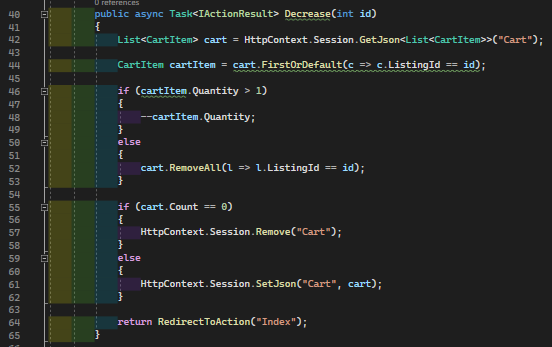 0 references
40 public async Task<IActionResult> Decrease(int id)
41 {
42 List<CartItem> cart = HttpContext.Session.GetJson<List<CartItem>>("Cart");
43
44 CartItem cartItem = cart.FirstOrDefault(c => c.ListingId == id);
45
46 if (cartItem.Quantity > 1)
47 {
48 --cartItem.Quantity;
49 }
50 else
51 {
52 cart.RemoveAll(l => l.ListingId == id);
53 }
54
55 if (cart.Count == 0)
56 {
57 HttpContext.Session.Remove("Cart");
58 }
59 else
60 {
61 HttpContext.Session.SetJson("Cart", cart);
62 }
63
64 return RedirectToAction("Index");
65 }